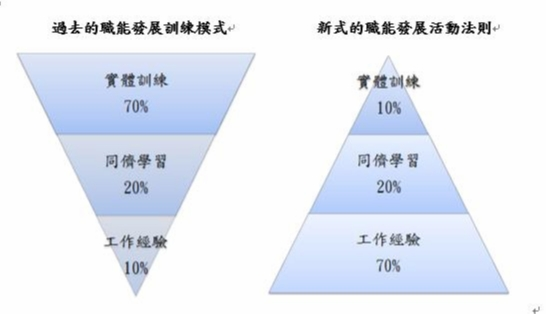 過去的職能發展訓練模式
實體訓練
70%
同儕學習
20%
工作經驗
10%
新式的職能發展活動法則
實體訓練
10%
同儕學習
20%
工作經驗
70%